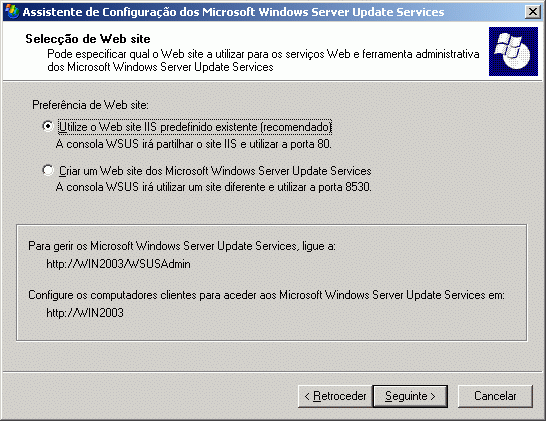 Assistente de Configuração dos Microsoft Windows Server Update Services
Selecção de Web site
Pode especificar qual o Web site a utilizar para os serviços Web e ferramenta administrativa
dos Microsoft Windows Server Update Services
Preferência de Web site:
Utilize o Web site IIS predefinido existente (recomendado)
A consola WSUS irá partilhar o site IIS e utilizar a porta 80.
Criar um Web site dos Microsoft Windows Server Update Services
A consola WSUS irá utilizar um site diferente e utilizar a porta 8530.
Para gerir os Microsoft Windows Server Update Services, ligue a:
http://WIN2003/WSUSAdmin
Configure os computadores clientes para aceder aos Microsoft Windows Server Update Services em:
http://WIN2003
< Retroceder Seguinte > Cancelar